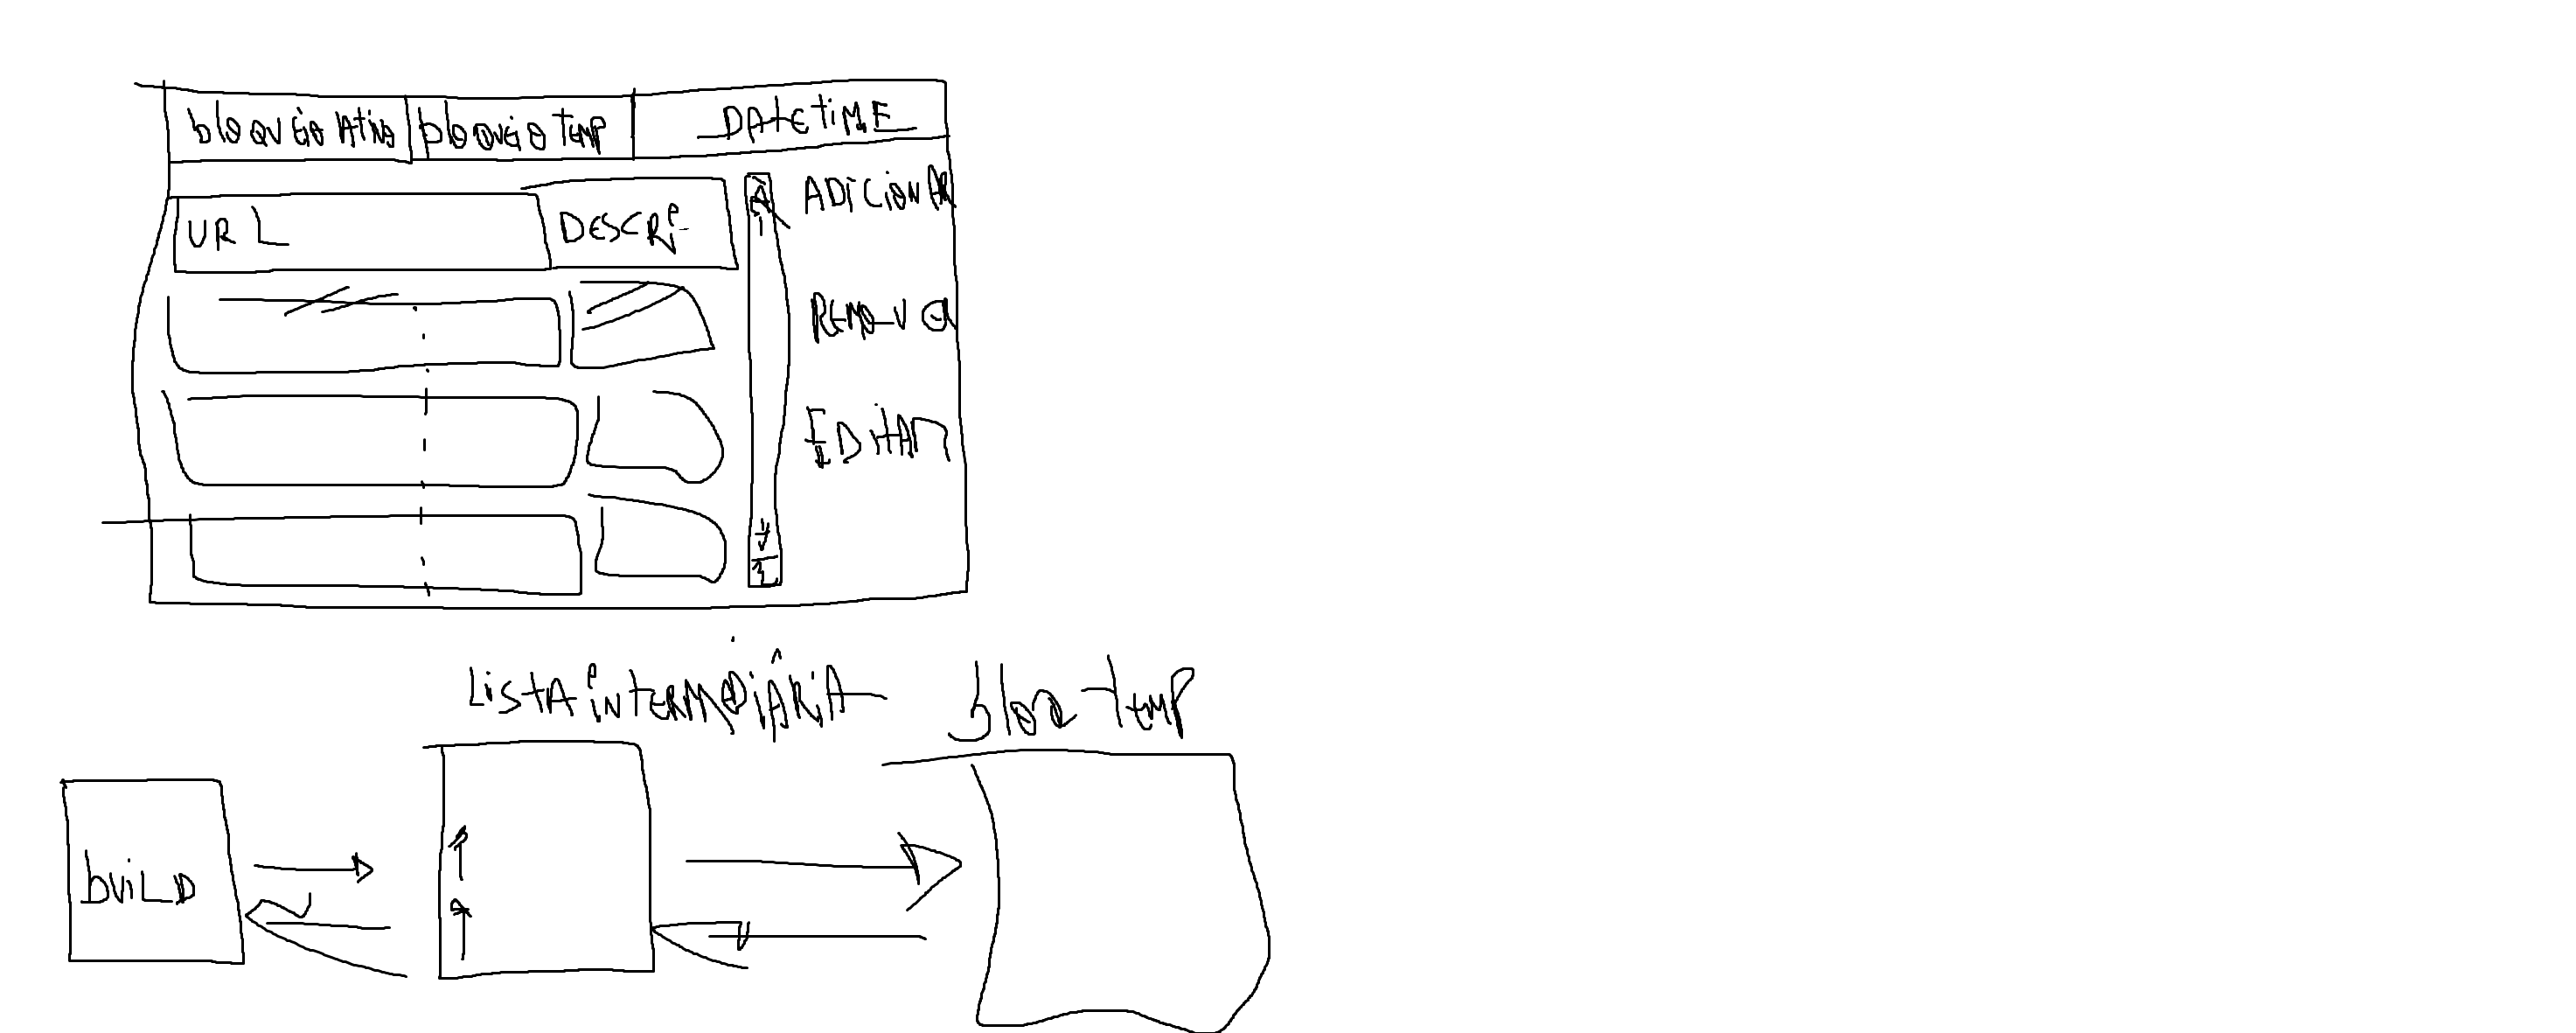 bloqueio Ativo bloqueio TEMP DATETIME
URL DESCRi
ADICIONAR
REMOVER
EDITAR
LiSTA iNTERMEDiÁRiA bloq temp
buiLD